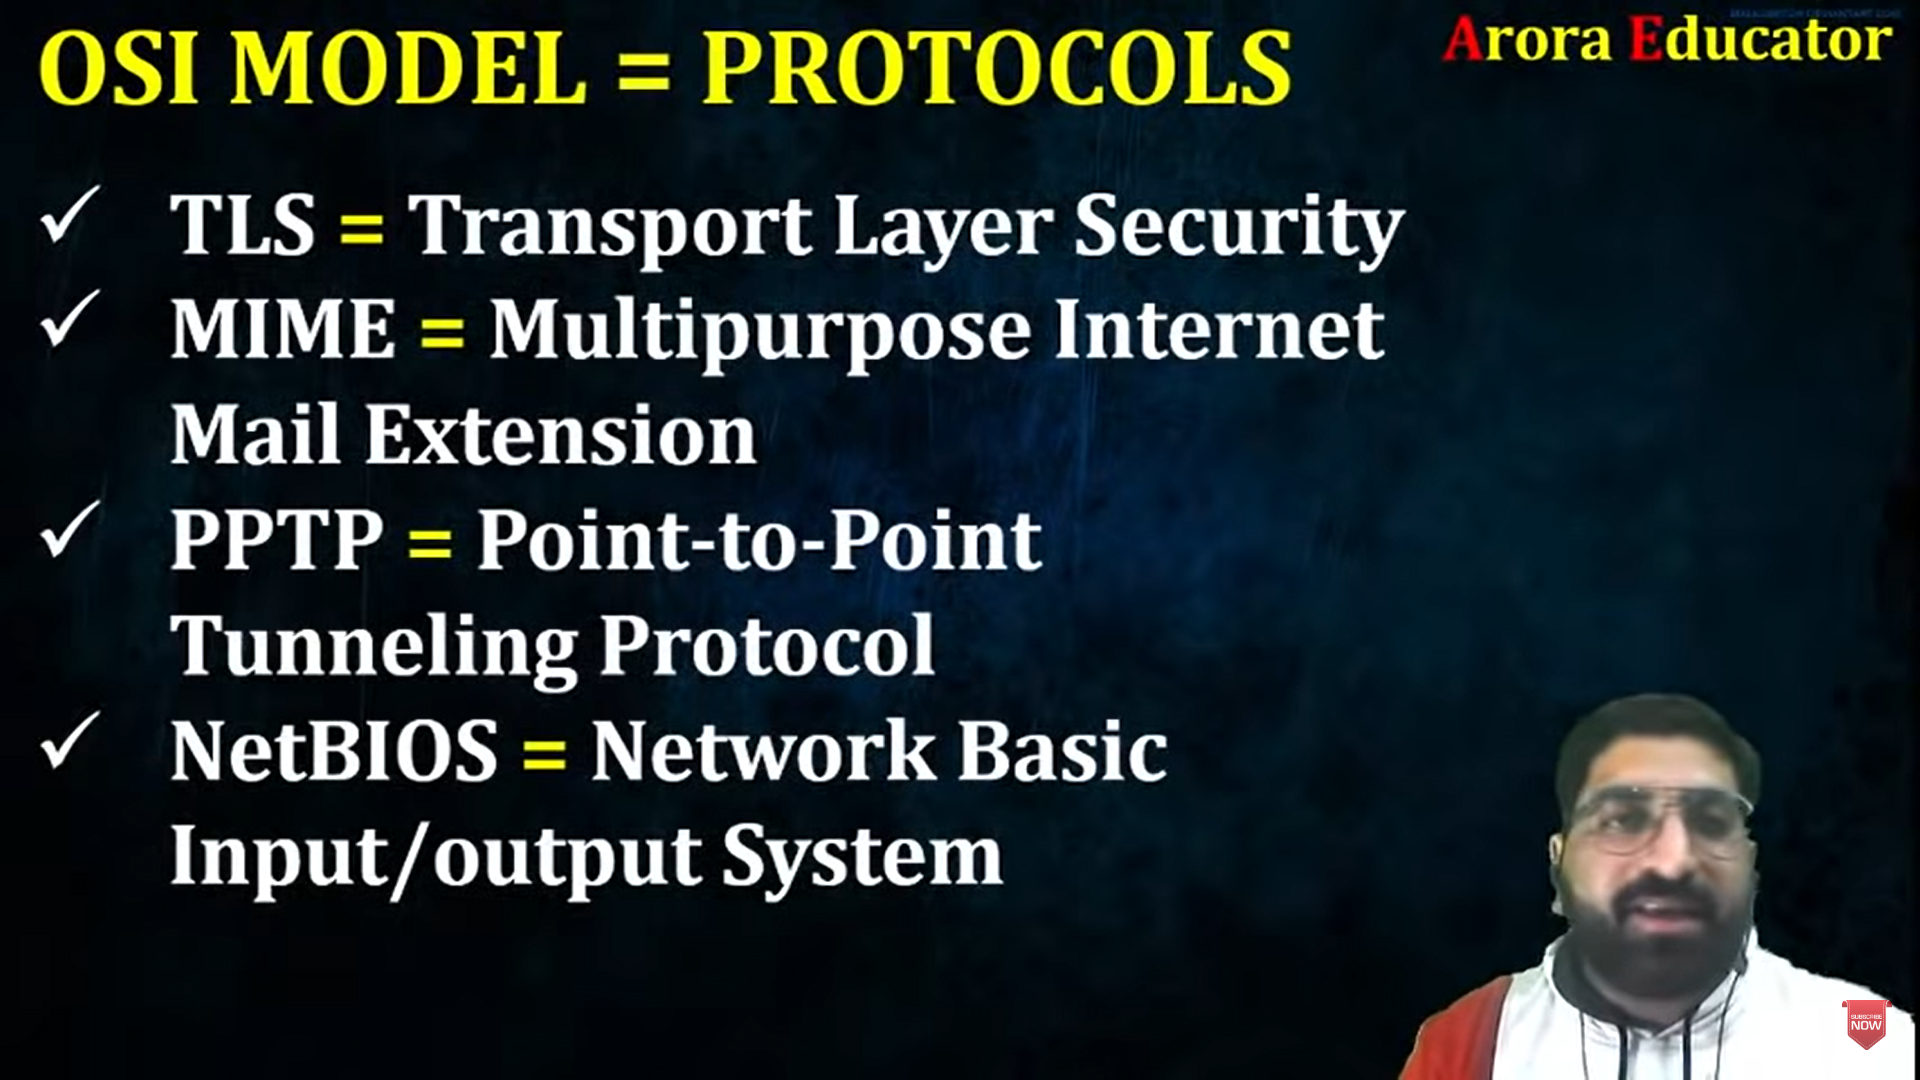 OSI MODEL = PROTOCOLS
Arora Educator
✓ TLS = Transport Layer Security
✓ MIME = Multipurpose Internet
Mail Extension
✓ PPTP = Point-to-Point
Tunneling Protocol
✓ NetBIOS = Network Basic
Input/output System
SUBSCRIBE
NOW